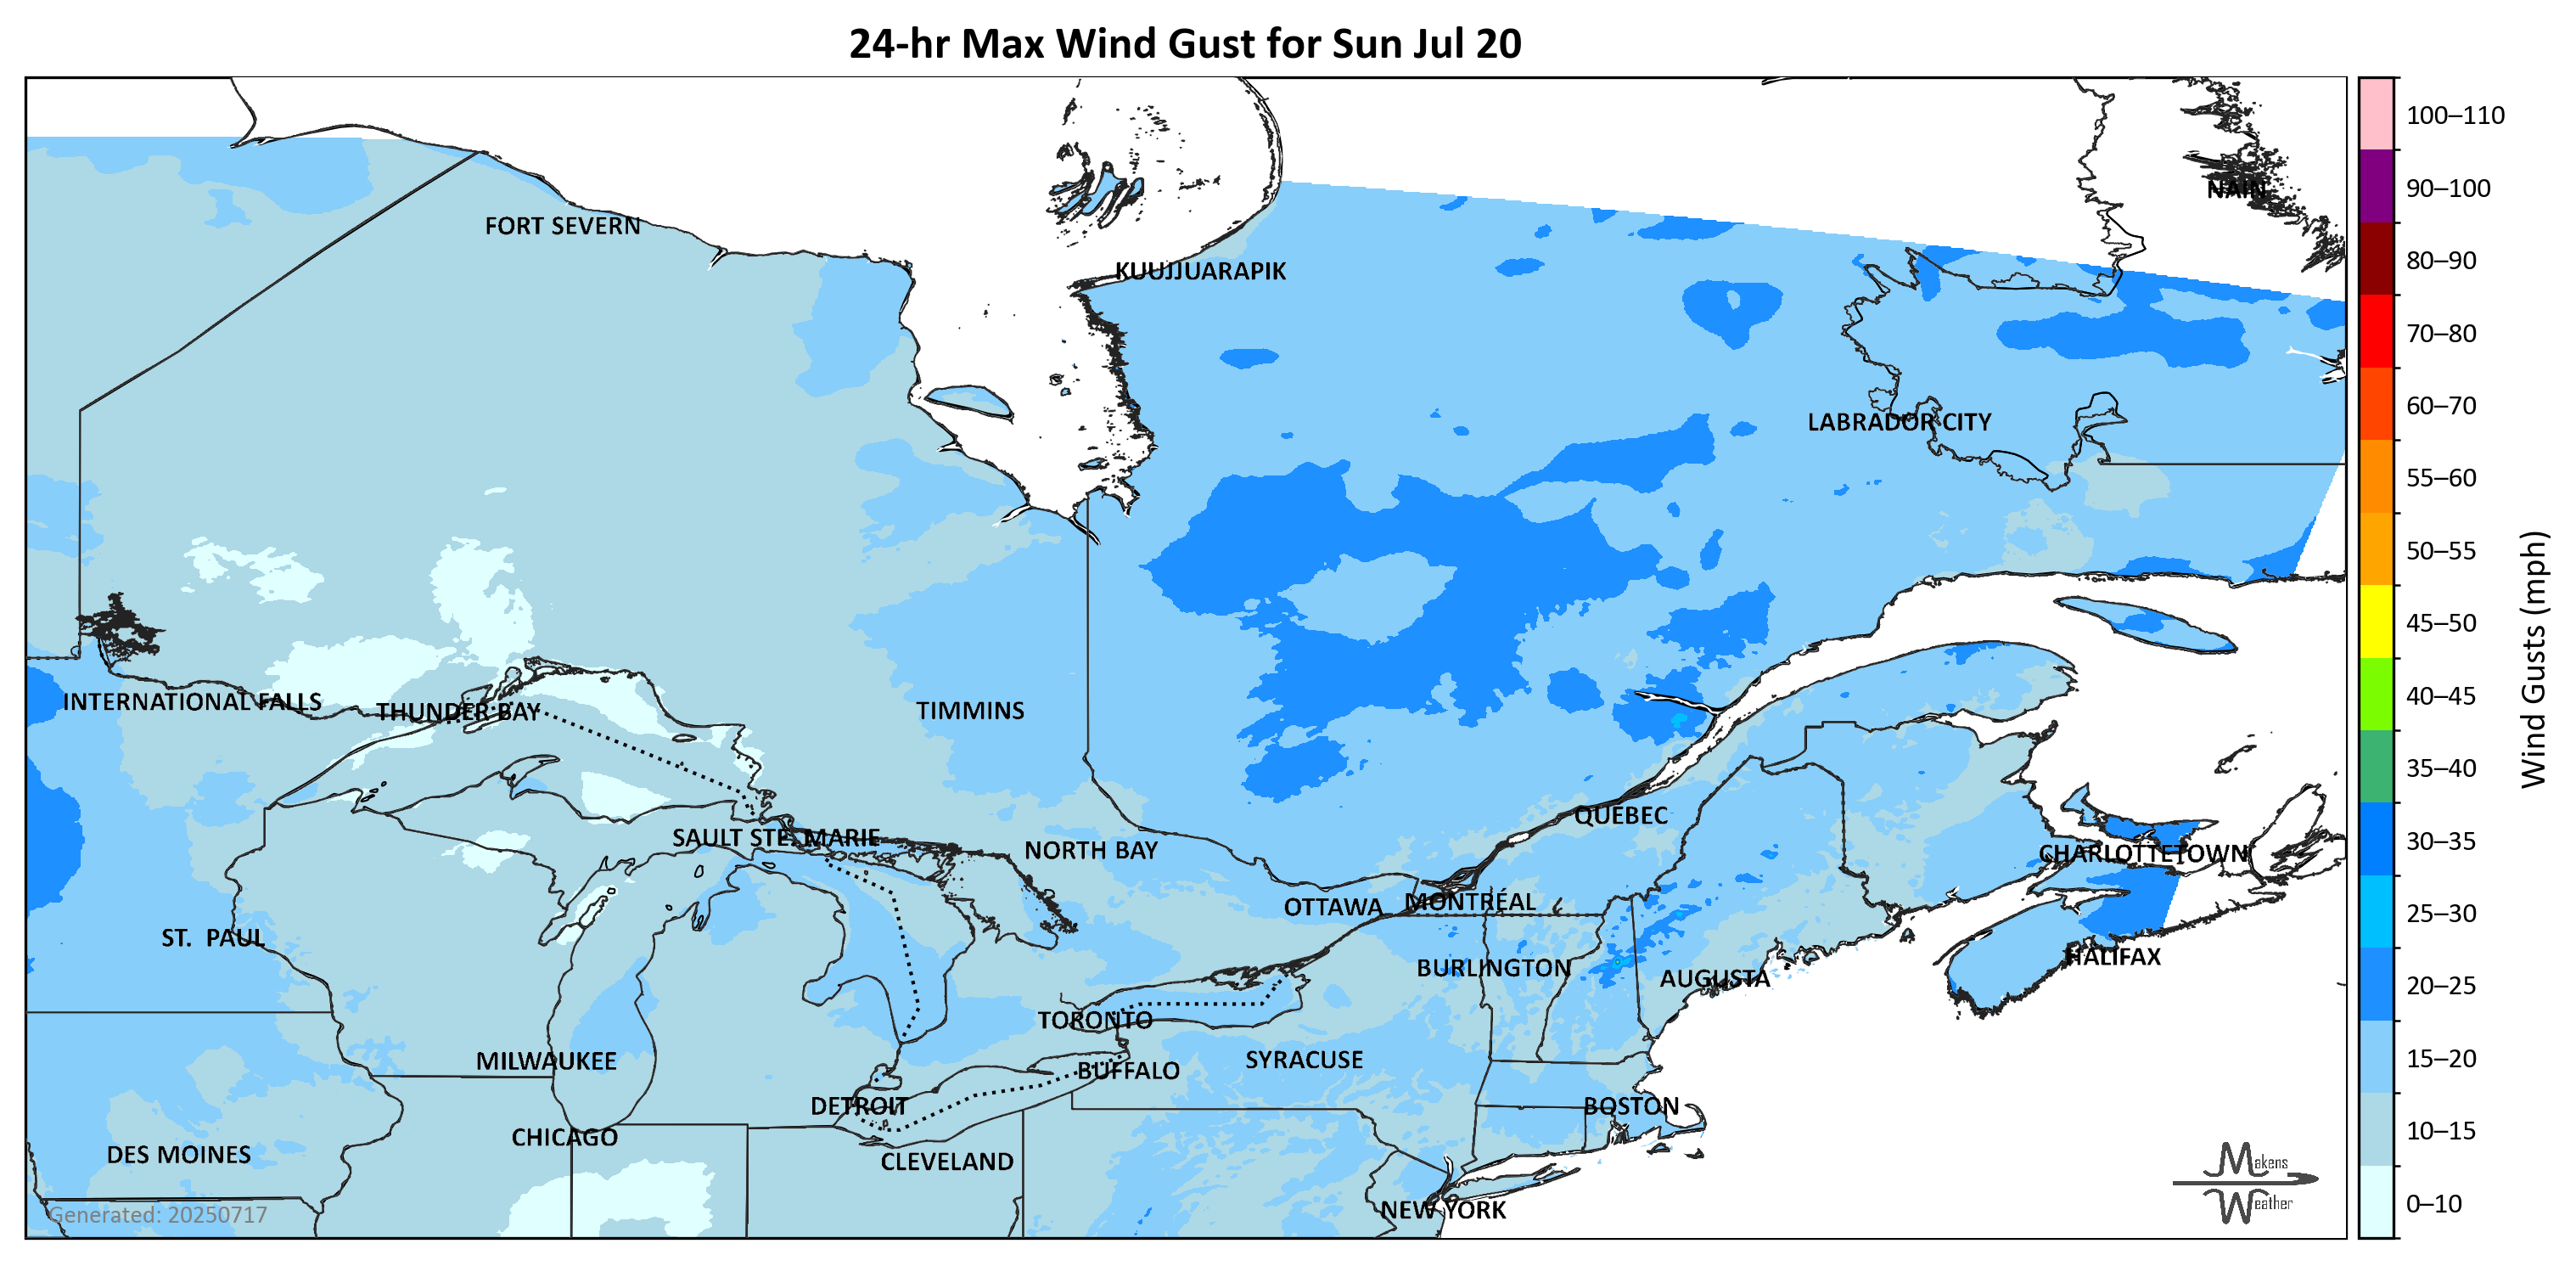 24-hr Max Wind Gust for Sun Jul 20
100–110
90–100
80–90
70–80
60–70
55–60
50–55
45–50
40–45
35–40
30–35
25–30
20–25
15–20
10–15
0–10
Wind Gusts (mph)
NAIN
FORT SEVERN
KUUJJUARAPIK
LABRADOR CITY
INTERNATIONAL FALLS
THUNDER BAY
TIMMINS
SAULT STE. MARIE
NORTH BAY
QUEBEC
CHARLOTTETOWN
OTTAWA
MONTRÉAL
ST. PAUL
BURLINGTON
AUGUSTA
HALIFAX
TORONTO
MILWAUKEE
BUFFALO
SYRACUSE
DETROIT
BOSTON
CHICAGO
DES MOINES
CLEVELAND
NEW YORK
Generated: 20250717
Makens
Weather